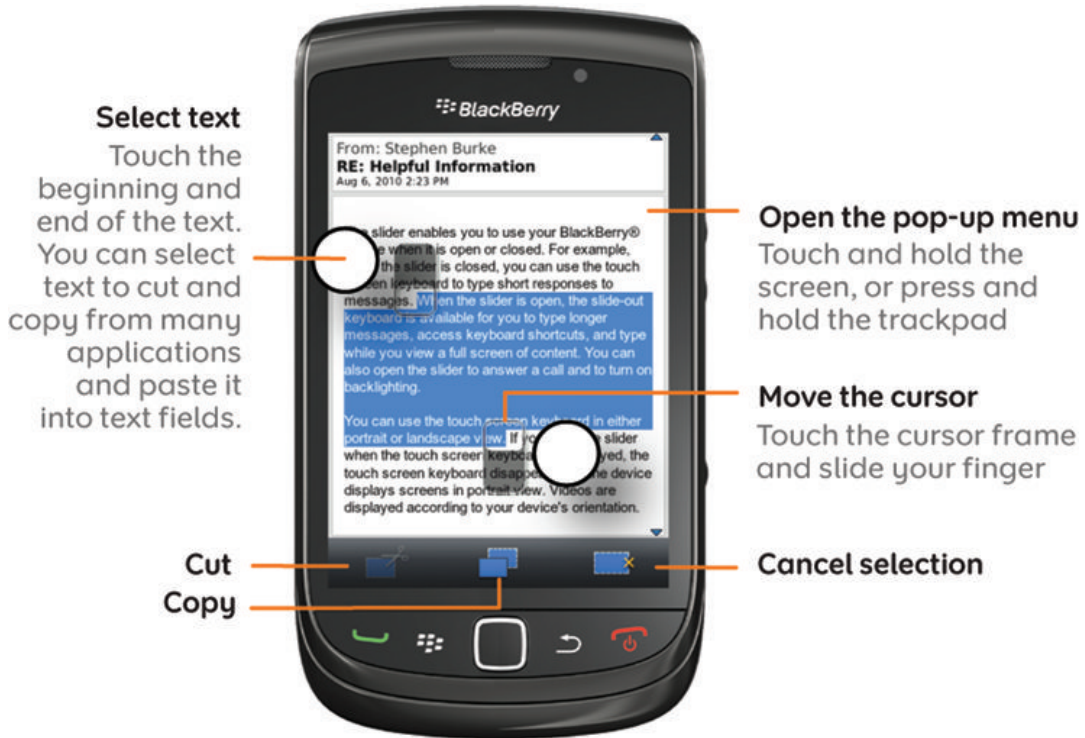 BlackBerry
From: Stephen Burke
RE: Helpful Information
Aug 6, 2010 2:23 PM
slider enables you to use your BlackBerry®
when it is open or closed. For example,
the slider is closed, you can use the touch
keyboard to type short responses to
messages. When the slider is open, the slide-out
keyboard is available for you to type longer
messages, access keyboard shortcuts, and type
while you view a full screen of content. You can
also open the slider to answer a call and to turn on
backlighting.
You can use the touch screen keyboard in either
portrait or landscape view. If slider
when the touch screen the
touch screen keyboard device
displays screens in portrait view. Videos are
displayed according to your device's orientation.
Select text
Touch the
beginning and
end of the text.
You can select
text to cut and
copy from many
applications
and paste it
into text fields.
Cut
Copy
Open the pop-up menu
Touch and hold the
screen, or press and
hold the trackpad
Move the cursor
Touch the cursor frame
and slide your finger
Cancel selection